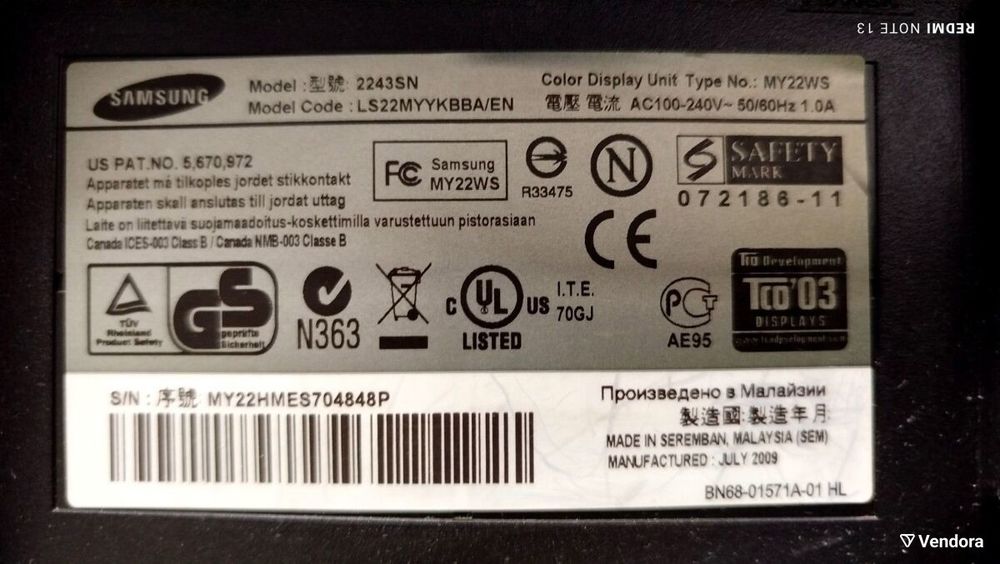 REDMI NOTE 13
SAMSUNG
Model :型號: 2243SN
Model Code : LS22MYYKBBA/EN
Color Display Unit Type No.: MY22WS
電壓 電流 AC100-240V~ 50/60Hz 1.0A
US PAT.NO. 5,670,972
Apparatet må tilkoples jordet stikkontakt
Apparaten skall anslutas till jordat uttag
Laite on liitettävä suojamaadoitus-koskettimilla varustettuun pistorasiaan
Canada ICES-003 Class B / Canada NMB-003 Classe B
FC Samsung
MY22WS
R33475
N
SAFETY
MARK
072186-11
CE
TÜV
Rheinland
Product Safety
GS
geprüfte
Sicherheit
N363
C UL US
LISTED
I.T.E.
70GJ
PCT
AE95
Tco Development
TCO'03
DISPLAYS
www.tcodevelopment.com
S/N : 序號: MY22HMES704848P
Произведено в Малайзии
製造國:製造年月
MADE IN SEREMBAN, MALAYSIA (SEM)
MANUFACTURED : JULY 2009
BN68-01571A-01 HL
Vendora